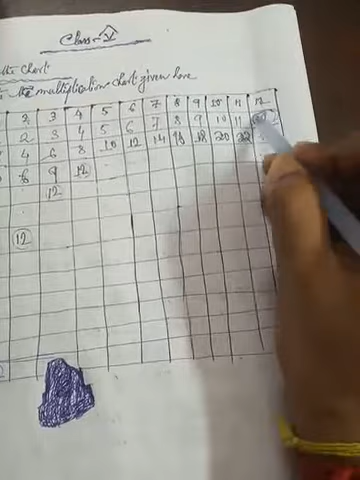 Class V
the chart
the multiplication chart given here
2 3 4 5 6 7 8 9 10 11 12
2 3 4 5 6 7 8 9 10 11
4 6 8 10 12 14 18 20 22
6 9 12
12
12